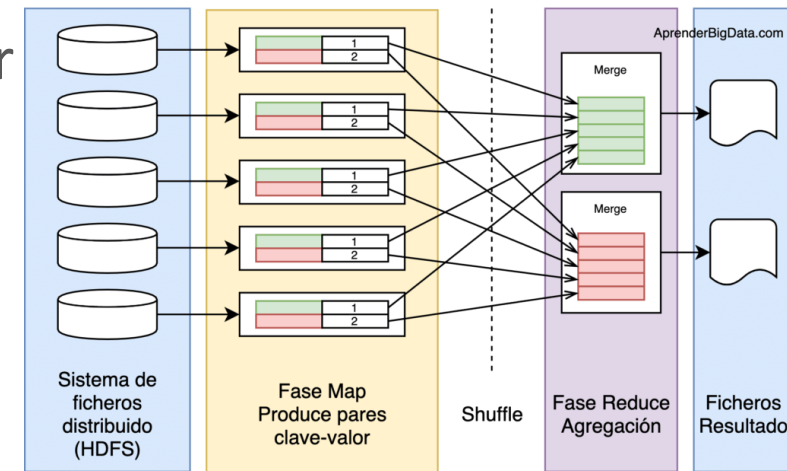 r
AprenderBigData.com
1
2
1
2
1
2
1
2
1
2
Merge
Merge
Sistema de
ficheros
distribuido
(HDFS)
Fase Map
Produce pares
clave-valor
Shuffle
Fase Reduce
Agregación
Ficheros
Resultado